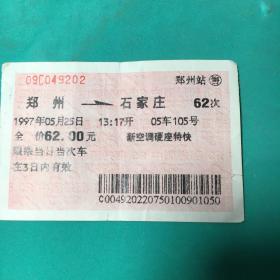 09C049202 郑州站 售
郑州 石家庄 62次
1997年05月25日 13:17开 05车105号
全价62.00元 新空调硬座特快
限乘当日当次车
在3日内有效
C00492022075010090105​0